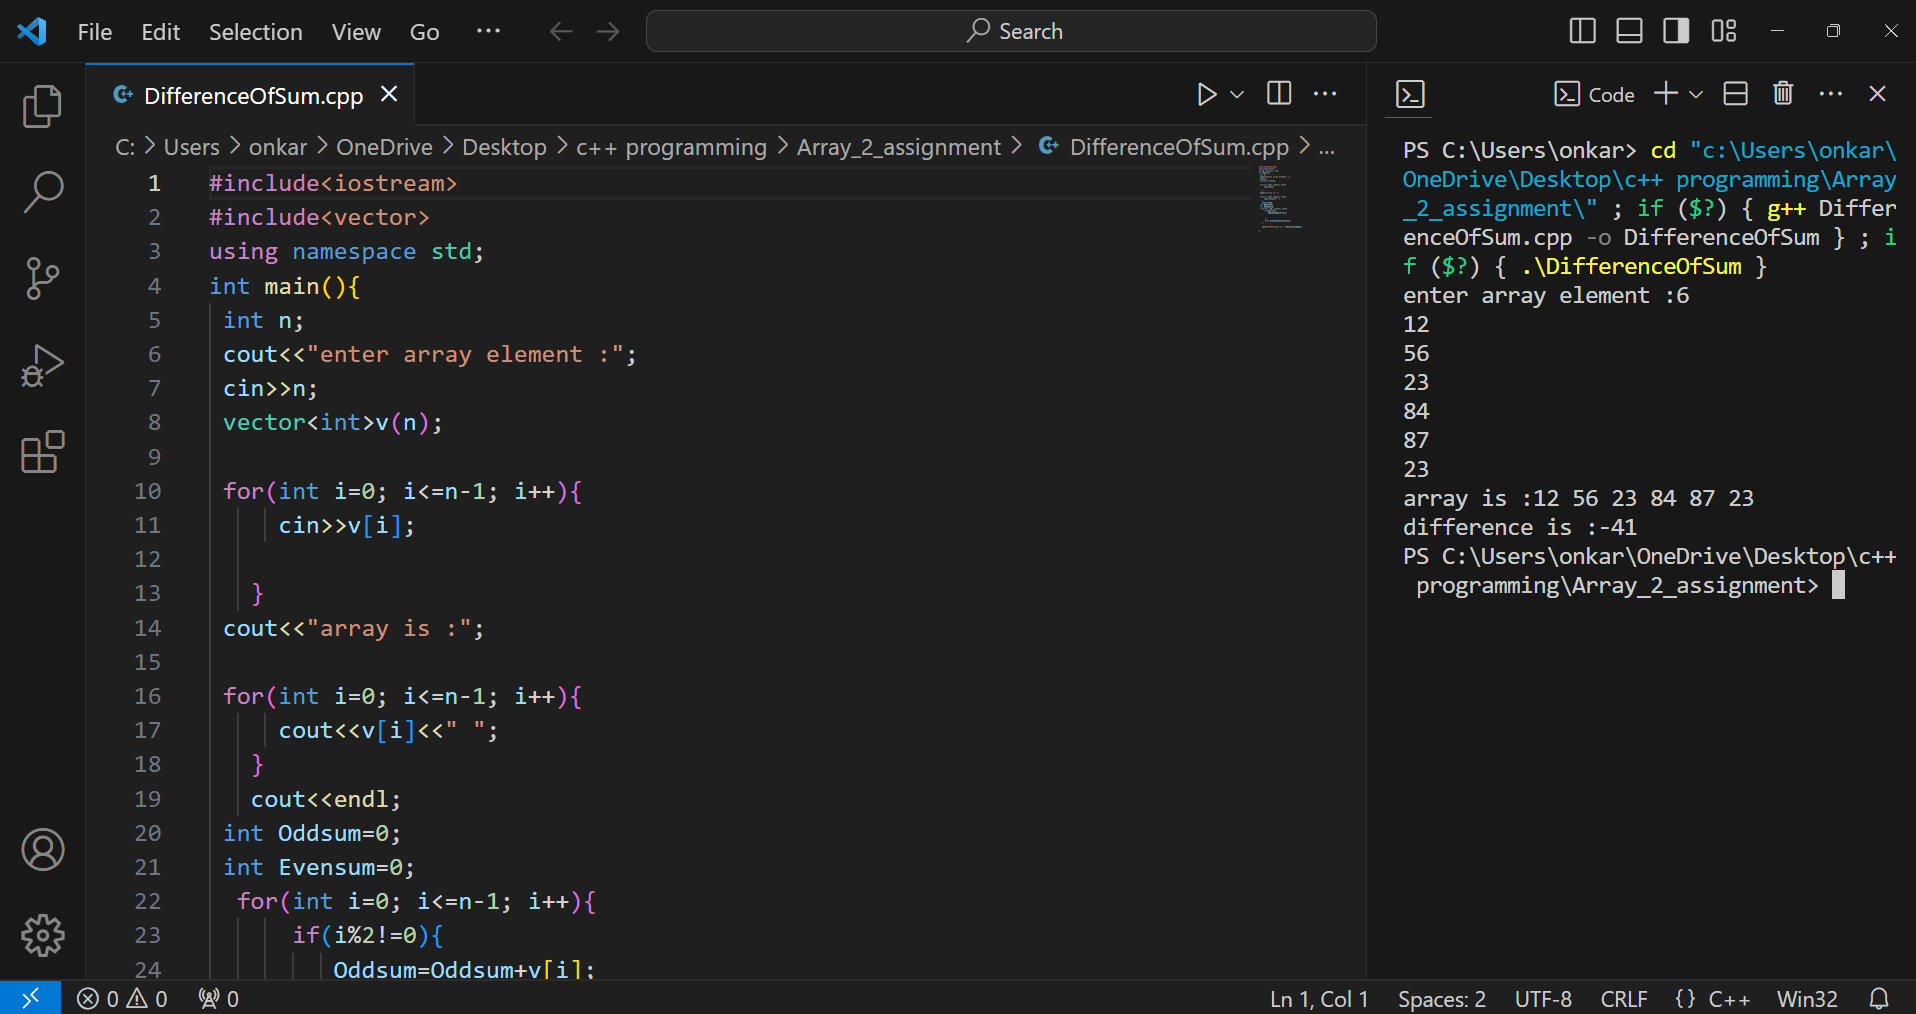 File Edit Selection View Go ··· Search
DifferenceOfSum.cpp
C: > Users > onkar > OneDrive > Desktop > c++ programming > Array_2_assignment > DifferenceOfSum.cpp > ...
1 #include<iostream>
2 #include<vector>
3 using namespace std;
4 int main(){
5 int n;
6 cout<<"enter array element :";
7 cin>>n;
8 vector<int>v(n);
9
10 for(int i=0; i<=n-1; i++){
11 cin>>v[i];
12
13 }
14 cout<<"array is :";
15
16 for(int i=0; i<=n-1; i++){
17 cout<<v[i]<<" ";
18 }
19 cout<<endl;
20 int Oddsum=0;
21 int Evensum=0;
22 for(int i=0; i<=n-1; i++){
23 if(i%2!=0){
24 Oddsum=Oddsum+v[i];
Code
PS C:\Users\onkar> cd "c:\Users\onkar\
OneDrive\Desktop\c++ programming\Array
_2_assignment\" ; if ($?) { g++ Differ
enceOfSum.cpp -o DifferenceOfSum } ; i
f ($?) { .\DifferenceOfSum }
enter array element :6
12
56
23
84
87
23
array is :12 56 23 84 87 23
difference is :-41
PS C:\Users\onkar\OneDrive\Desktop\c++
programming\Array_2_assignment>
0 0 0 Ln 1, Col 1 Spaces: 2 UTF-8 CRLF {} C++ Win32